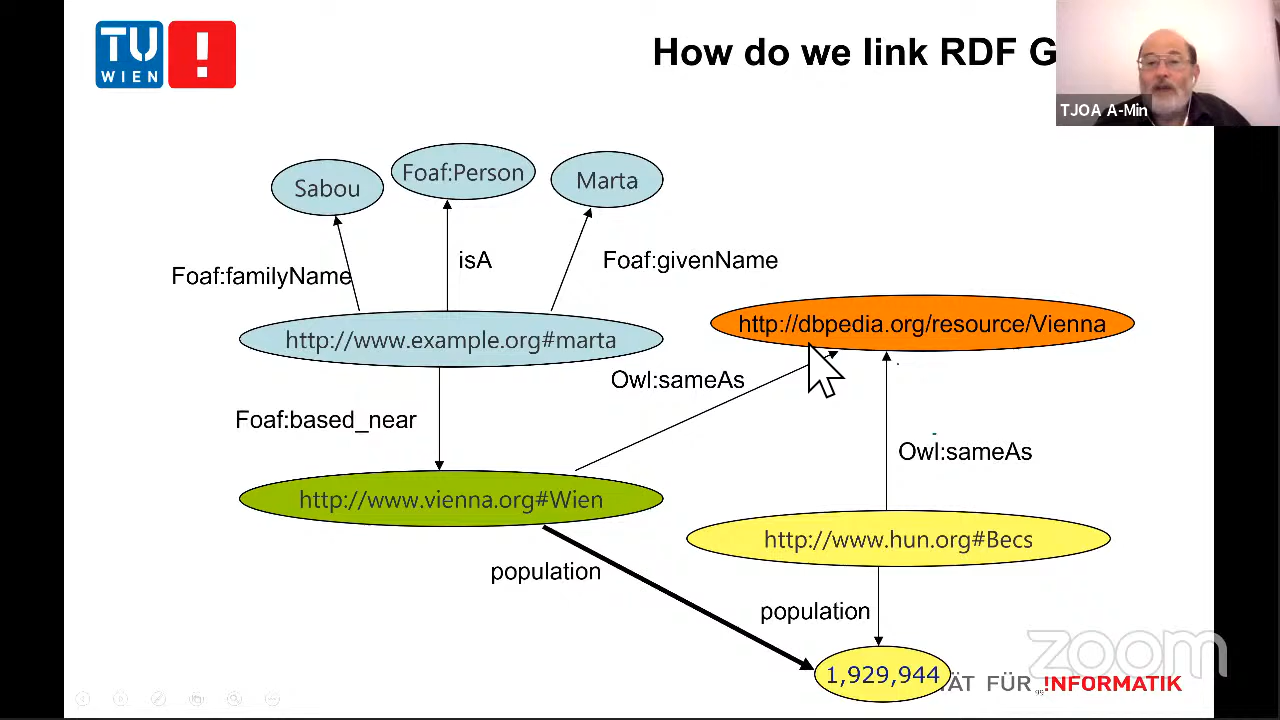 TU
WIEN
!
How do we link RDF G
TJOA A-Min
Sabou
Foaf:Person
Marta
Foaf:familyName
isA
Foaf:givenName
http://www.example.org#marta
http://dbpedia.org/resource/Vienna
Owl:sameAs
Foaf:based_near
Owl:sameAs
http://www.vienna.org#Wien
http://www.hun.org#Becs
population
population
1,929,944
ÄT FÜR !NFORMATIK
zoom